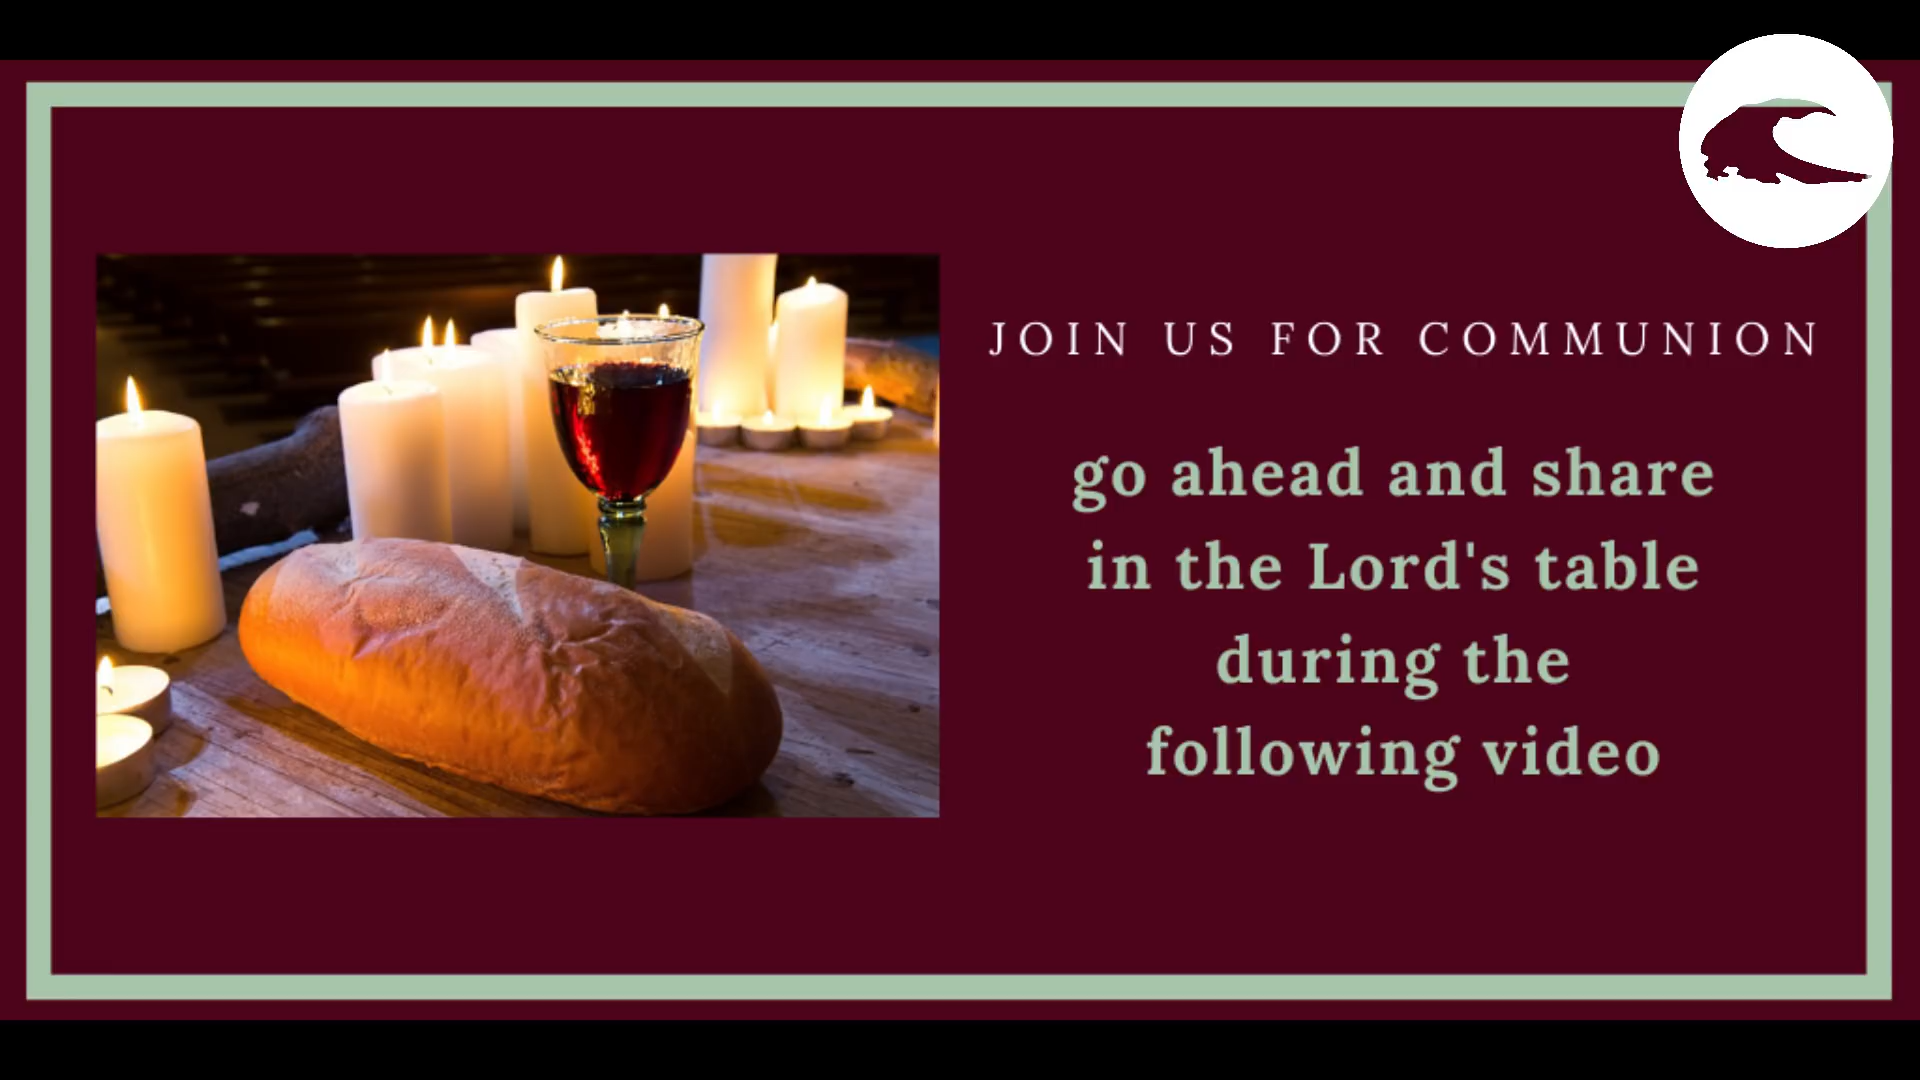 JOIN US FOR COMMUNION
go ahead and share
in the Lord's table
during the
following video